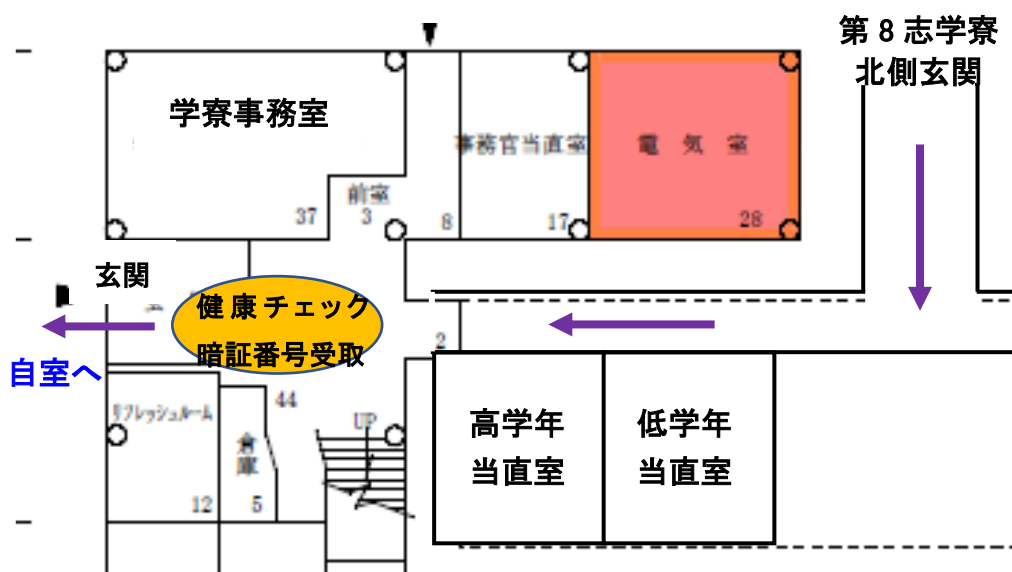 第8志学寮
北側玄関
学寮事務室
事務官当直室
電気室
前室
37
3
8
17
28
玄関
健康チェック
暗証番号受取
2
自室へ
44
リフレッシュルーム
UP
倉庫
12
5
高学年
当直室
低学年
当直室